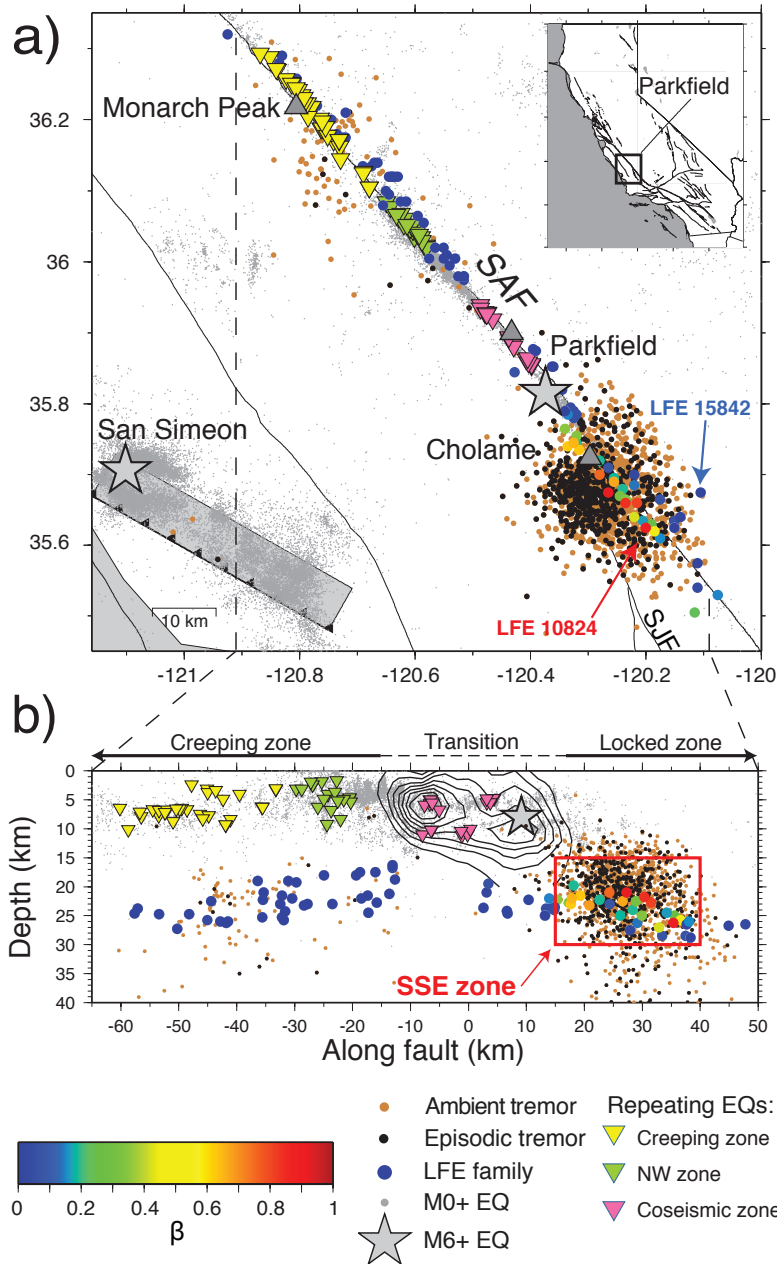 a)
Monarch Peak
Parkfield
SAF
Parkfield
San Simeon
Cholame
LFE 15842
LFE 10824
SJF
10 km
36.2
36
35.8
35.6
-121 -120.8 -120.6 -120.4 -120.2 -120
b)
Creeping zone Transition Locked zone
Depth (km)
0
5
10
15
20
25
30
35
40
SSE zone
-60 -50 -40 -30 -20 -10 0 10 20 30 40 50
Along fault (km)
0 0.2 0.4 0.6 0.8 1
β
Ambient tremor
Episodic tremor
LFE family
M0+ EQ
M6+ EQ
Repeating EQs:
Creeping zone
NW zone
Coseismic zone